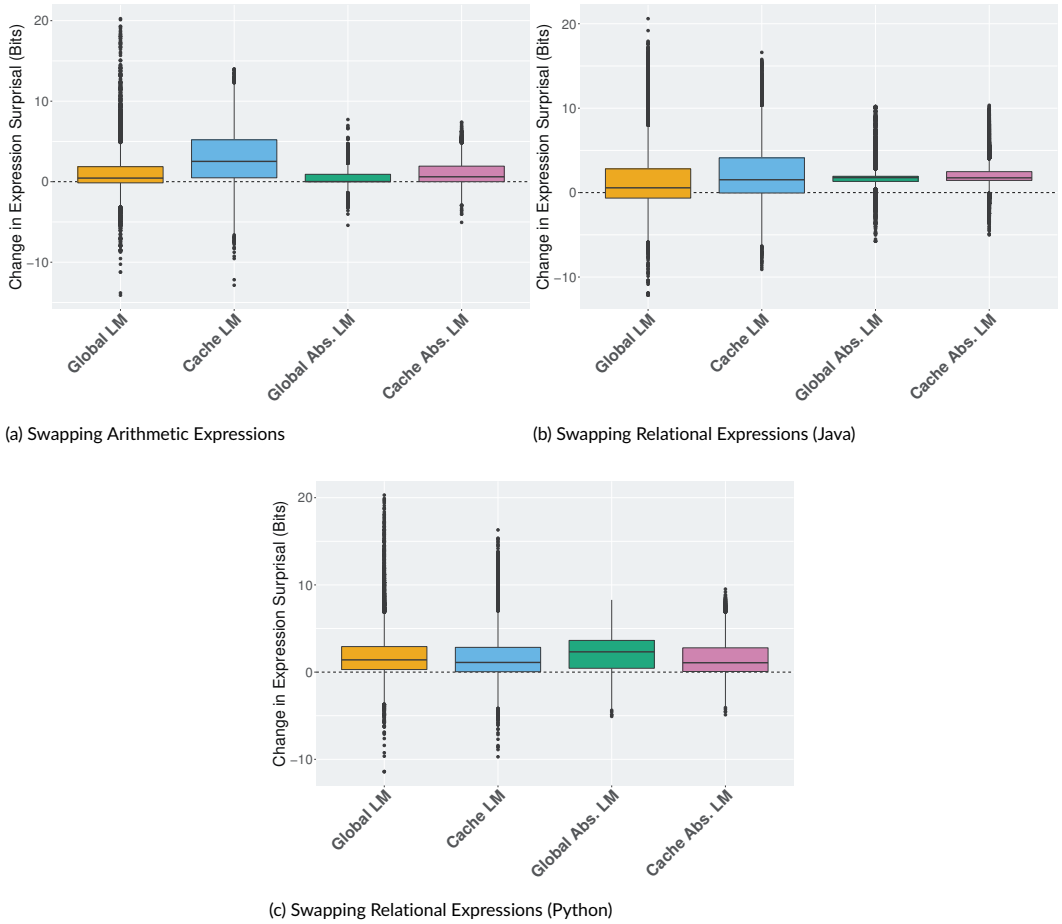 Change in Expression Surprisal (Bits)
20
10
0
−10
Global LM
Cache LM
Global Abs. LM
Cache Abs. LM
(a) Swapping Arithmetic Expressions
Change in Expression Surprisal (Bits)
20
10
0
−10
Global LM
Cache LM
Global Abs. LM
Cache Abs. LM
(b) Swapping Relational Expressions (Java)
Change in Expression Surprisal (Bits)
20
10
0
−10
Global LM
Cache LM
Global Abs. LM
Cache Abs. LM
(c) Swapping Relational Expressions (Python)